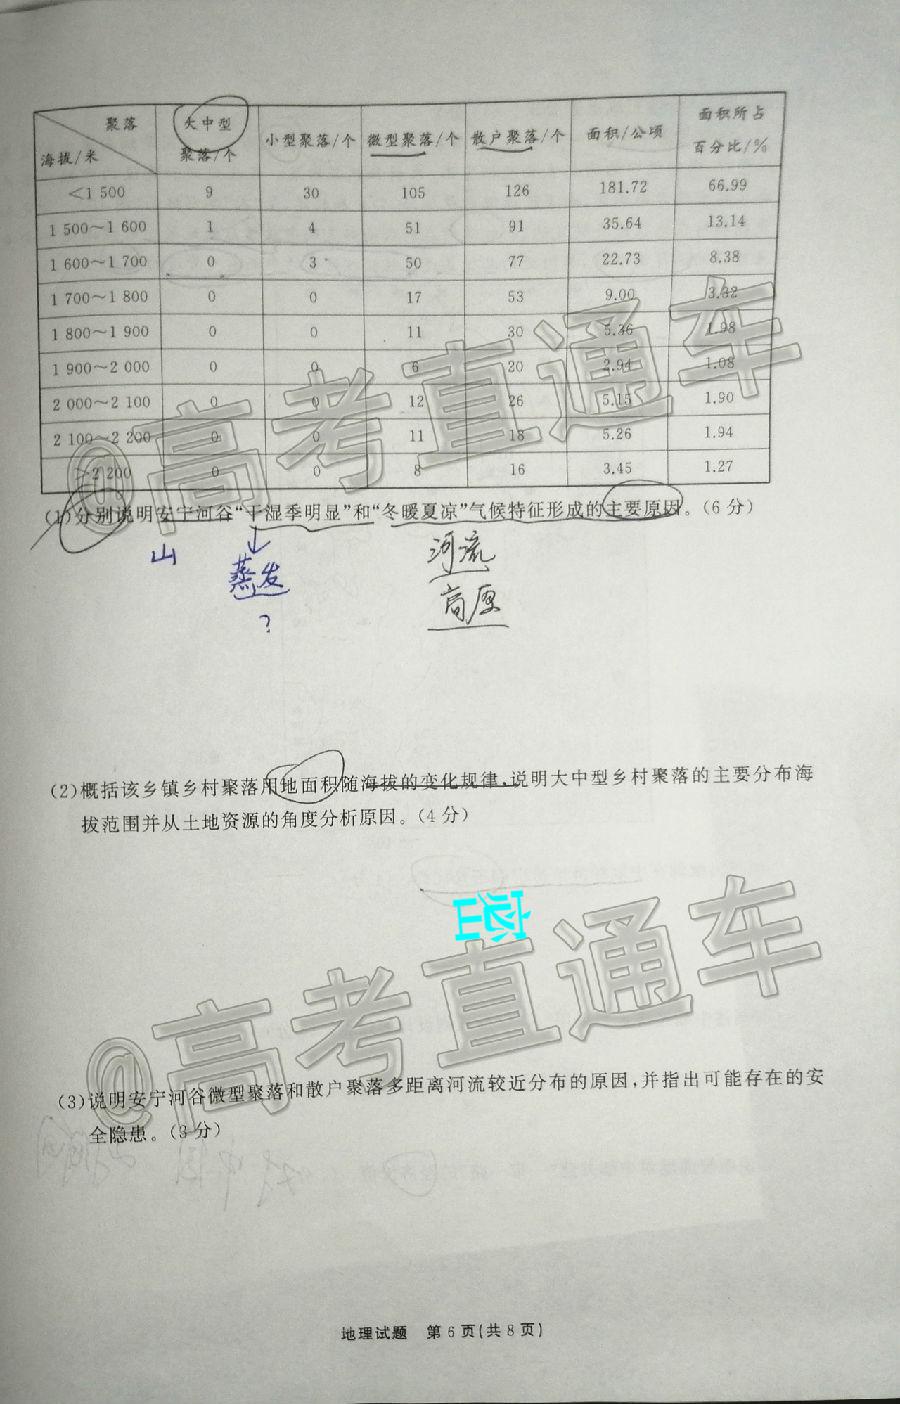 聚落 海拔/米 大中型聚落/个 小型聚落/个 微型聚落/个 散户聚落/个 面积/公顷 面积所占百分比/%
<1 500 9 30 105 126 181.72 66.99
1 500～1 600 1 4 51 91 35.64 13.14
1 600～1 700 0 3 50 77 22.73 8.38
1 700～1 800 0 0 17 53 9.00 3.32
1 800～1 900 0 0 11 30 5.36 1.98
1 900～2 000 0 0 6 20 2.94 1.08
2 000～2 100 0 0 12 26 5.15 1.90
2 100～2 200 0 0 11 18 5.26 1.94
>2 200 0 0 8 16 3.45 1.27
@高考直通车
(1)分别说明安宁河谷“干湿季明显”和“冬暖夏凉”气候特征形成的主要原因。(6分)
山 蒸发 ? 河流
高原
(2)概括该乡镇乡村聚落用地面积随海拔的变化规律,说明大中型乡村聚落的主要分布海
拔范围并从土地资源的角度分析原因。(4分)
@高考直通车
(3)说明安宁河谷微型聚落和散户聚落多距离河流较近分布的原因,并指出可能存在的安
全隐患。(3分)
地理试题 第6页(共8页)